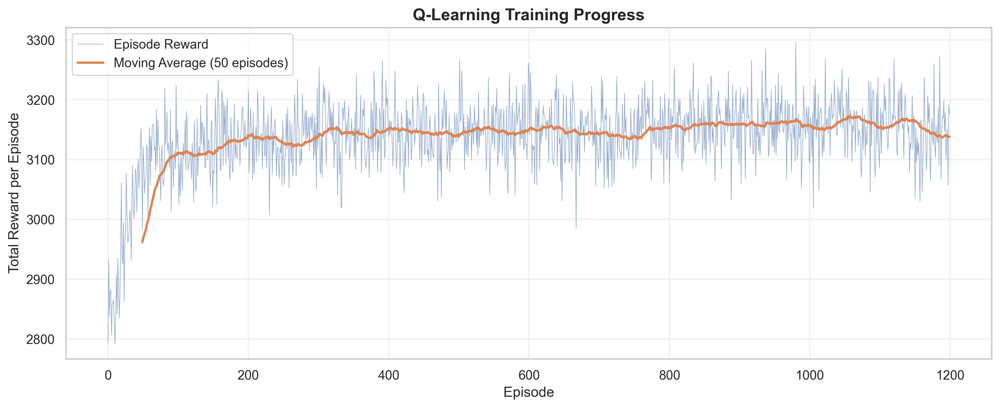 Q-Learning Training Progress
Episode Reward
Moving Average (50 episodes)
Total Reward per Episode
3300
3200
3100
3000
2900
2800
0 200 400 600 800 1000 1200
Episode